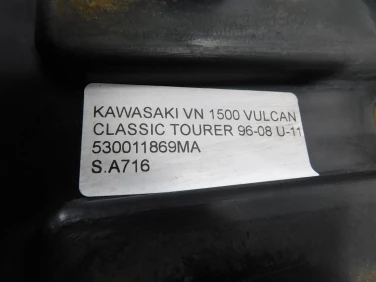 KAWASAKI VN 1500 VULCAN
CLASSIC TOURER 96-08 U-11
530011869MA
S.A716